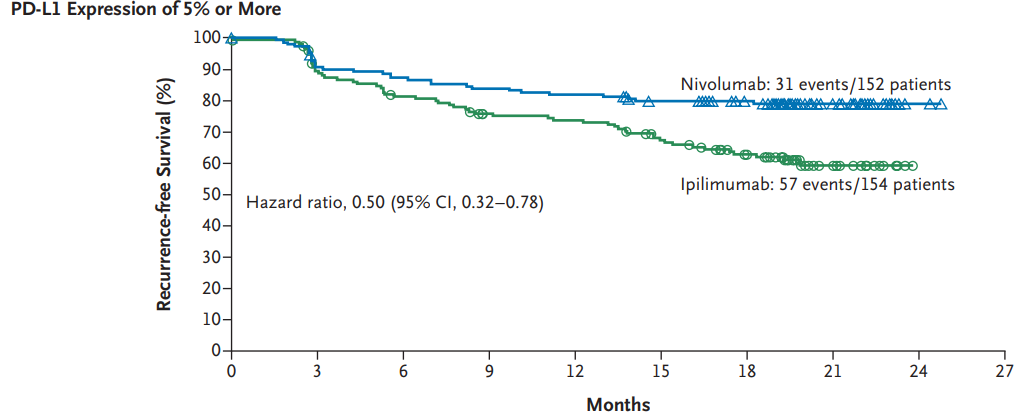 PD-L1 Expression of 5% or More
100
90
80
70
60
50
40
30
20
10
0
Recurrence-free Survival (%)
Nivolumab: 31 events/152 patients
Ipilimumab: 57 events/154 patients
Hazard ratio, 0.50 (95% CI, 0.32–0.78)
0 3 6 9 12 15 18 21 24 27
Months